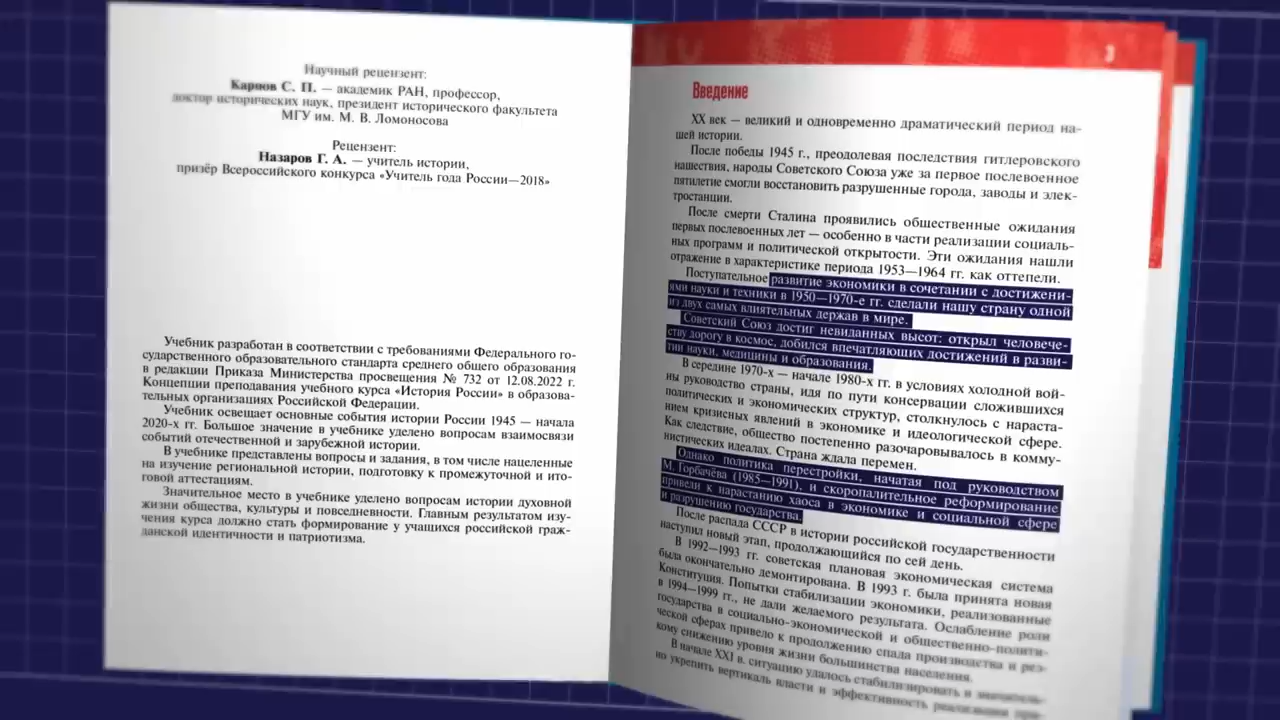 Научный рецензент:
Карпов С. П. — академик РАН, профессор,
доктор исторических наук, президент исторического факультета
МГУ им. М. В. Ломоносова
Рецензент:
Назаров Г. А. — учитель истории,
призёр Всероссийского конкурса «Учитель года России—2018»
Учебник разработан в соответствии с требованиями Федерального го-
сударственного образовательного стандарта среднего общего образования
в редакции Приказа Министерства просвещения № 732 от 12.08.2022 г.
Концепции преподавания учебного курса «История России» в образова-
тельных организациях Российской Федерации.
Учебник освещает основные события истории России 1945 — начала
2020-х гг. Большое значение в учебнике уделено вопросам взаимосвязи
событий отечественной и зарубежной истории.
В учебнике представлены вопросы и задания, в том числе нацеленные
на изучение региональной истории, подготовку к промежуточной и ито-
говой аттестациям.
Значительное место в учебнике уделено вопросам истории духовной
жизни общества, культуры и повседневности. Главным результатом изу-
чения курса должно стать формирование у учащихся российской граж-
данской идентичности и патриотизма.
3
Введение
XX век — великий и одновременно драматический период на-
шей истории.
После победы 1945 г., преодолевая последствия гитлеровского
нашествия, народы Советского Союза уже за первое послевоенное
пятилетие смогли восстановить разрушенные города, заводы и элек-
тростанции.
После смерти Сталина проявились общественные ожидания
первых послевоенных лет — особенно в части реализации социаль-
ных программ и политической открытости. Эти ожидания нашли
отражение в характеристике периода 1953—1964 гг. как оттепели.
Поступательное развитие экономики в сочетании с достижени-
ями науки и техники в 1950—1970-е гг. сделали нашу страну одной
из двух самых влиятельных держав в мире.
Советский Союз достиг невиданных высот: открыл человече-
ству дорогу в космос, добился впечатляющих достижений в разви-
тии науки, медицины и образования.
В середине 1970-х — начале 1980-х гг. в условиях холодной вой-
ны руководство страны, идя по пути консервации сложившихся
политических и экономических структур, столкнулось с нараста-
нием кризисных явлений в экономике и идеологической сфере.
Как следствие, общество постепенно разочаровывалось в комму-
нистических идеалах. Страна ждала перемен.
Однако политика перестройки, начатая под руководством
М. Горбачёва (1985—1991), и скоропалительное реформирование
привели к нарастанию хаоса в экономике и социальной сфере
и разрушению государства.
После распада СССР в истории российской государственности
наступил новый этап, продолжающийся по сей день.
В 1992—1993 гг. советская плановая экономическая система
была окончательно демонтирована. В 1993 г. была принята новая
Конституция. Попытки стабилизации экономики, реализованные
в 1994—1999 гг., не дали желаемого результата. Ослабление роли
государства в социально-экономической и общественно-полити-
ческой сферах привело к продолжению спада производства и рез-
кому снижению уровня жизни большинства населения.
В начале XXI в. ситуацию удалось стабилизировать и значитель-
но укрепить вертикаль власти и эффективность реализации